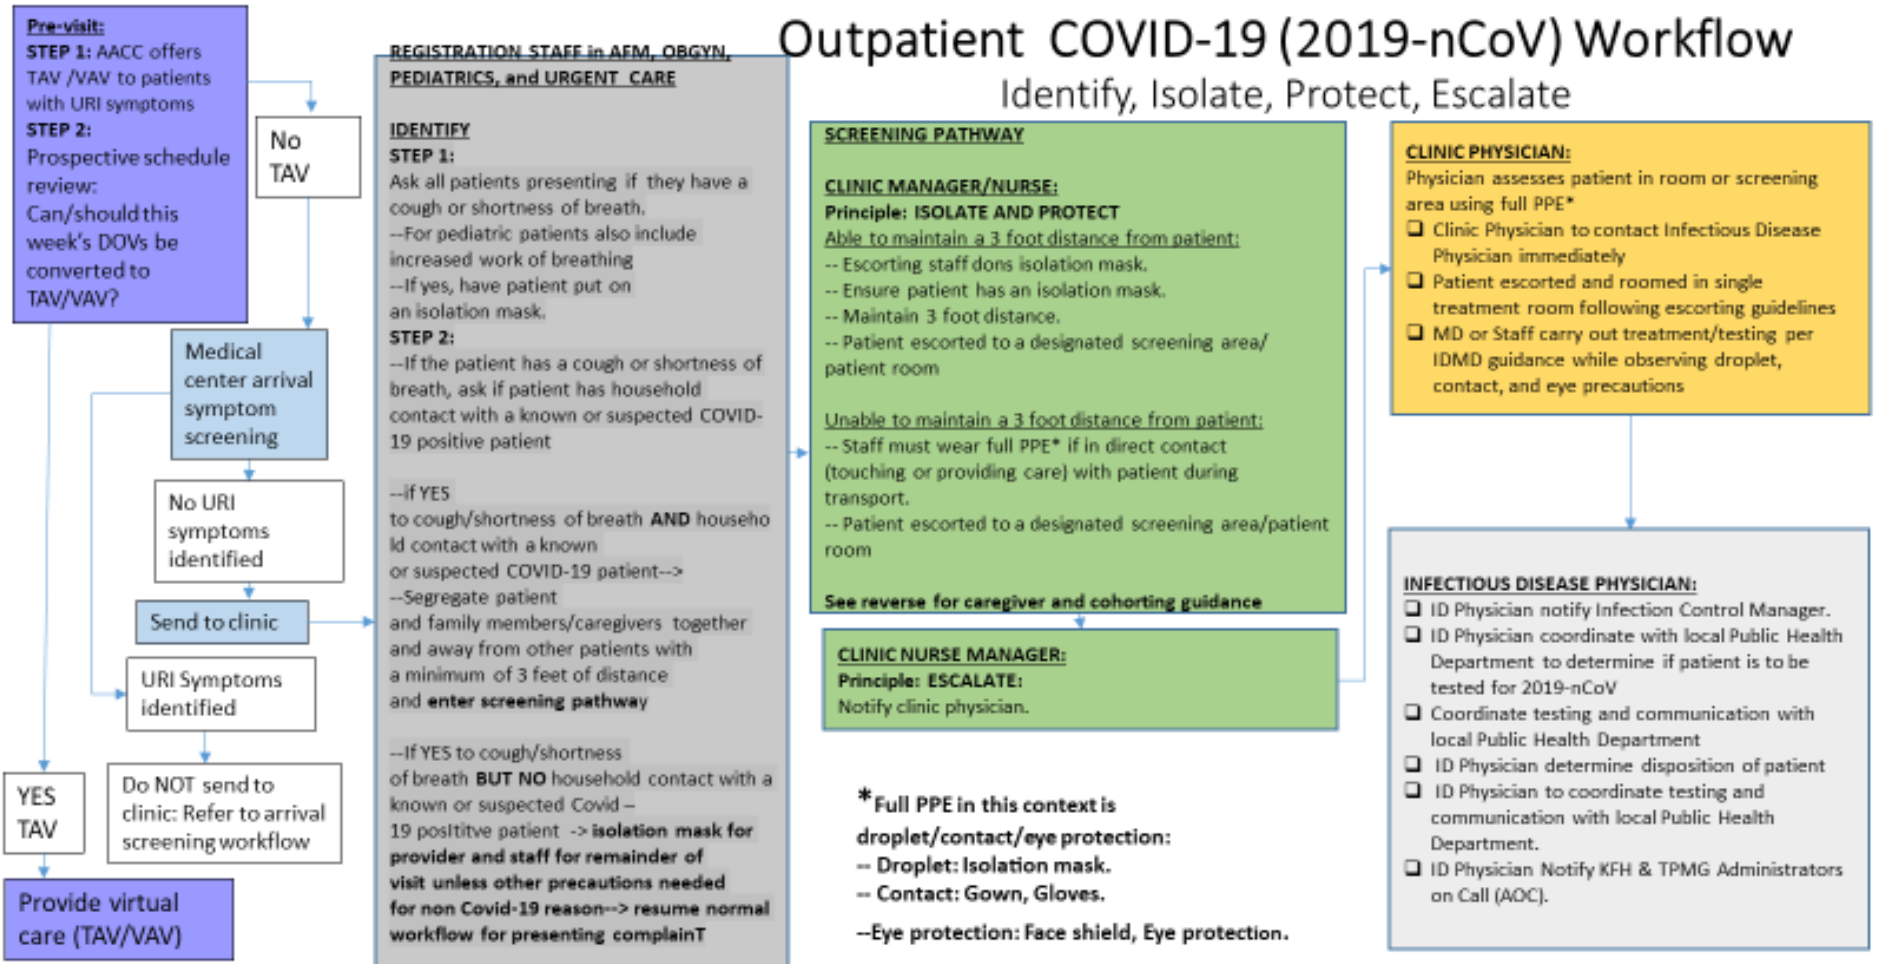 Outpatient COVID-19 (2019-nCoV) Workflow
Identify, Isolate, Protect, Escalate
Pre-visit:
STEP 1: AACC offers
TAV /VAV to patients
with URI symptoms
STEP 2:
Prospective schedule
review:
Can/should this
week's DOVs be
converted to
TAV/VAV?
No
TAV
Medical
center arrival
symptom
screening
No URI
symptoms
identified
Send to clinic
URI Symptoms
identified
Do NOT send to
clinic: Refer to arrival
screening workflow
YES
TAV
Provide virtual
care (TAV/VAV)
REGISTRATION STAFF in AFM, OBGYN,
PEDIATRICS, and URGENT CARE
IDENTIFY
STEP 1:
Ask all patients presenting if they have a
cough or shortness of breath.
--For pediatric patients also include
increased work of breathing
--If yes, have patient put on
an isolation mask.
STEP 2:
--If the patient has a cough or shortness of
breath, ask if patient has household
contact with a known or suspected COVID-
19 positive patient
--if YES
to cough/shortness of breath AND househo
ld contact with a known
or suspected COVID-19 patient-->
--Segregate patient
and family members/caregivers together
and away from other patients with
a minimum of 3 feet of distance
and enter screening pathway
--If YES to cough/shortness
of breath BUT NO household contact with a
known or suspected Covid –
19 posItitve patient -> isolation mask for
provider and staff for remainder of
visit unless other precautions needed
for non Covid-19 reason--> resume normal
workflow for presenting complainT
SCREENING PATHWAY
CLINIC MANAGER/NURSE:
Principle: ISOLATE AND PROTECT
Able to maintain a 3 foot distance from patient:
-- Escorting staff dons isolation mask.
-- Ensure patient has an isolation mask.
-- Maintain 3 foot distance.
-- Patient escorted to a designated screening area/
patient room
Unable to maintain a 3 foot distance from patient:
-- Staff must wear full PPE* if in direct contact
(touching or providing care) with patient during
transport.
-- Patient escorted to a designated screening area/patient
room
See reverse for caregiver and cohorting guidance
CLINIC NURSE MANAGER:
Principle: ESCALATE:
Notify clinic physician.
*Full PPE in this context is
droplet/contact/eye protection:
-- Droplet: Isolation mask.
-- Contact: Gown, Gloves.
--Eye protection: Face shield, Eye protection.
CLINIC PHYSICIAN:
Physician assesses patient in room or screening
area using full PPE*
❑ Clinic Physician to contact Infectious Disease
Physician immediately
❑ Patient escorted and roomed in single
treatment room following escorting guidelines
❑ MD or Staff carry out treatment/testing per
IDMD guidance while observing droplet,
contact, and eye precautions
INFECTIOUS DISEASE PHYSICIAN:
❑ ID Physician notify Infection Control Manager.
❑ ID Physician coordinate with local Public Health
Department to determine if patient is to be
tested for 2019-nCoV
❑ Coordinate testing and communication with
local Public Health Department
❑ ID Physician determine disposition of patient
❑ ID Physician to coordinate testing and
communication with local Public Health
Department.
❑ ID Physician Notify KFH & TPMG Administrators
on Call (AOC).